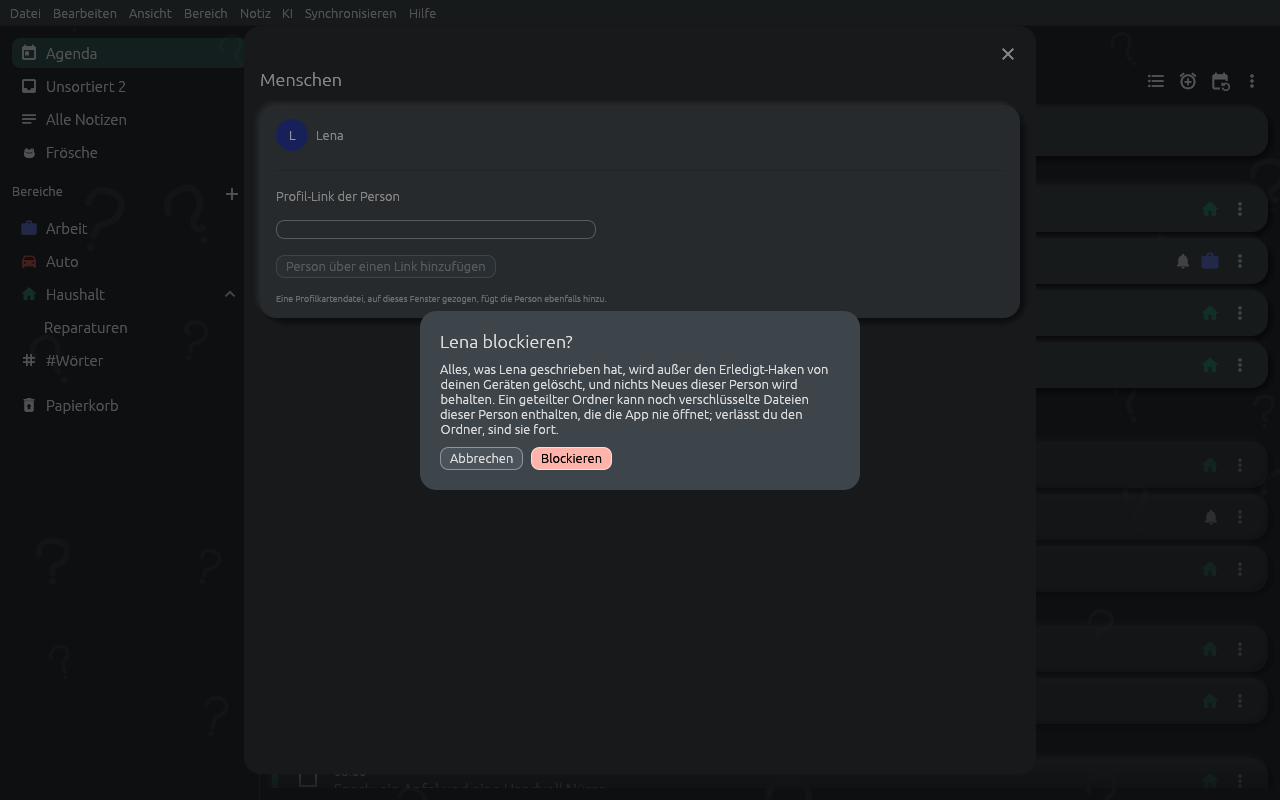 Datei Bearbeiten Ansicht Bereich Notiz KI Synchronisieren Hilfe
Agenda
Unsortiert 2
Alle Notizen
Frösche
Bereiche
Arbeit
Auto
Haushalt
Reparaturen
#Wörter
Papierkorb
Menschen
L Lena
Profil-Link der Person
Person über einen Link hinzufügen
Eine Profilkartendatei, auf dieses Fenster gezogen, fügt die Person ebenfalls hinzu.
Lena blockieren?
Alles, was Lena geschrieben hat, wird außer den Erledigt-Haken von
deinen Geräten gelöscht, und nichts Neues dieser Person wird
behalten. Ein geteilter Ordner kann noch verschlüsselte Dateien
dieser Person enthalten, die die App nie öffnet; verlässt du den
Ordner, sind sie fort.
Abbrechen Blockieren